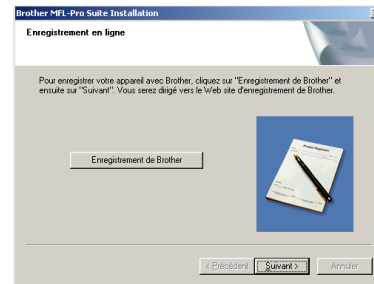 Brother MFL-Pro Suite Installation
Enregistrement en ligne
Pour enregistrer votre appareil avec Brother, cliquez sur "Enregistrement de Brother" et
ensuite sur "Suivant". Vous serez dirigé vers le Web site d'enregistrement de Brother.
Enregistrement de Brother
< Précédent
Suivant >
Annuler